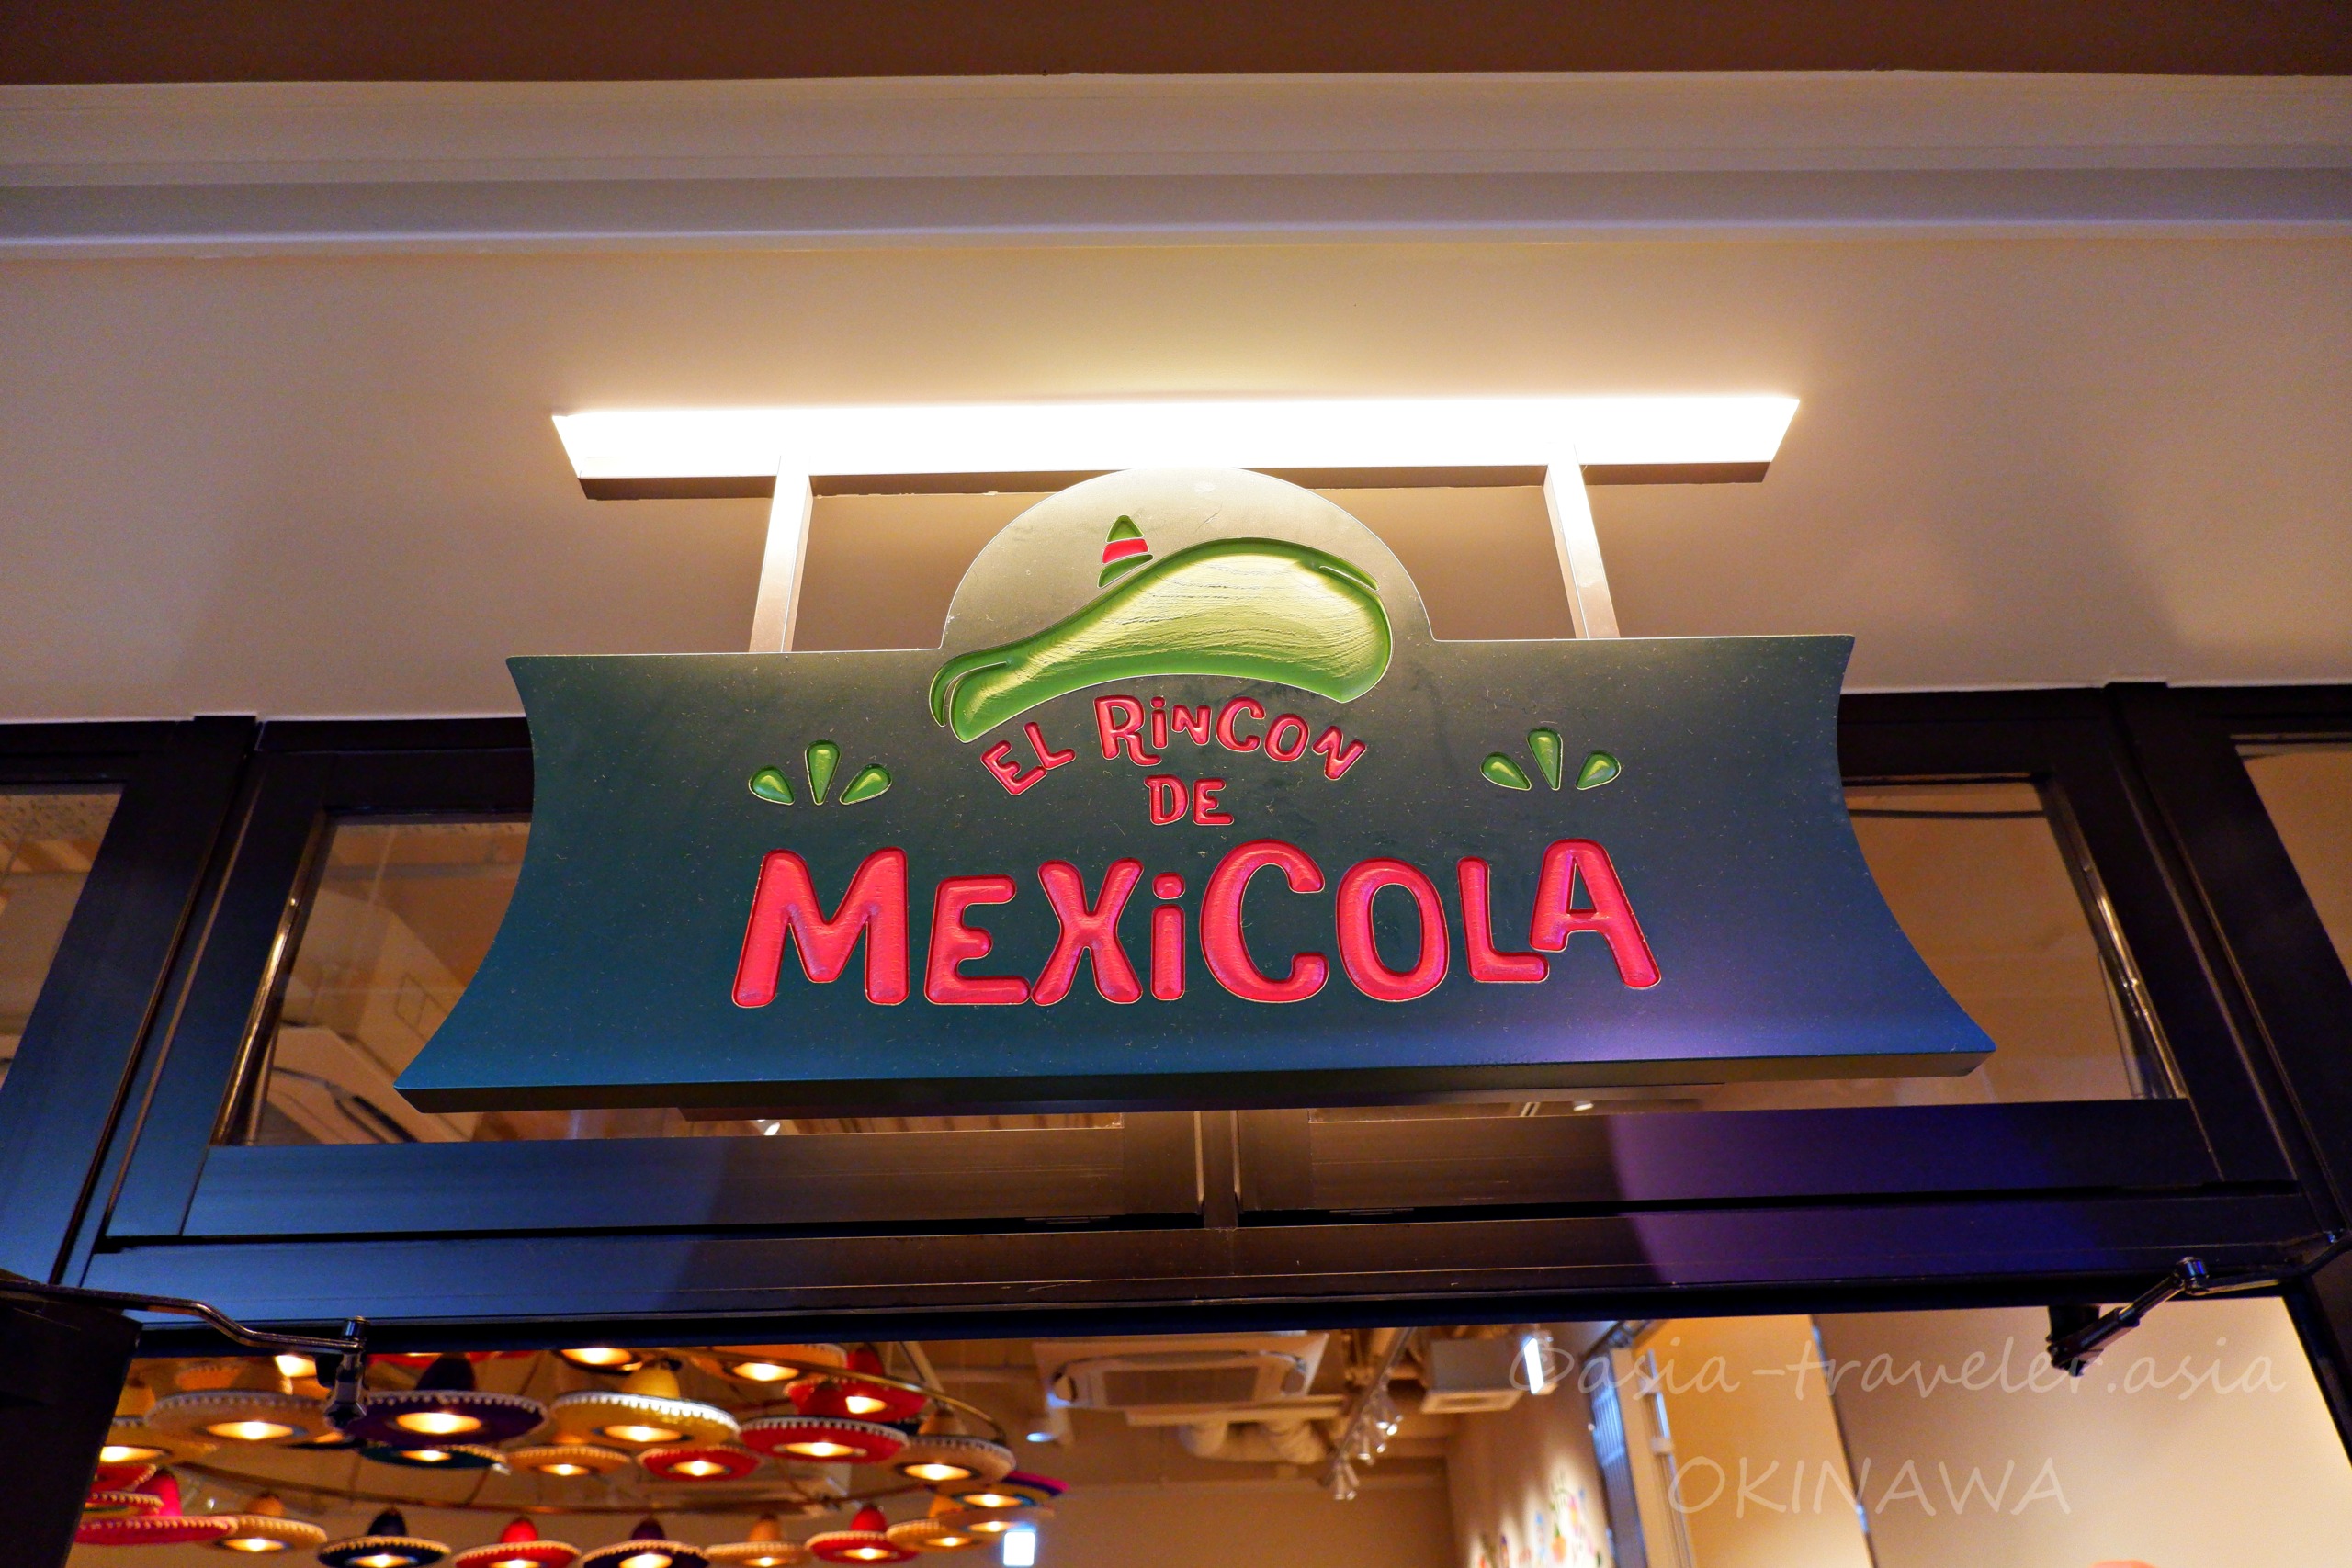 EL RiNCON
DE
MEXiCOLA
©asia-traveler.asia
OKINAWA